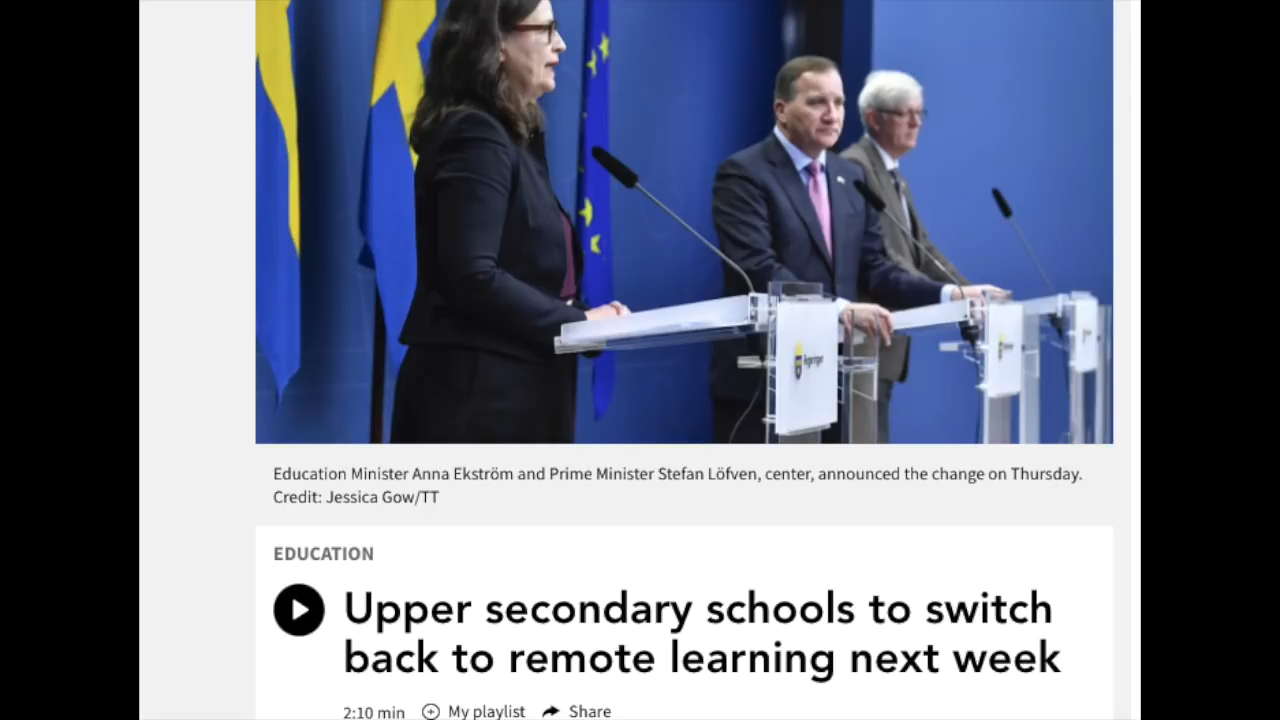 Regeringen
Education Minister Anna Ekström and Prime Minister Stefan Löfven, center, announced the change on Thursday.
Credit: Jessica Gow/TT
EDUCATION
Upper secondary schools to switch
back to remote learning next week
2:10 min My playlist Share